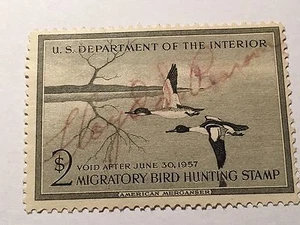 U.S. DEPARTMENT OF THE INTERIOR
VOID AFTER JUNE 30, 1957
$2 MIGRATORY BIRD HUNTING STAMP
AMERICAN MERGANSER